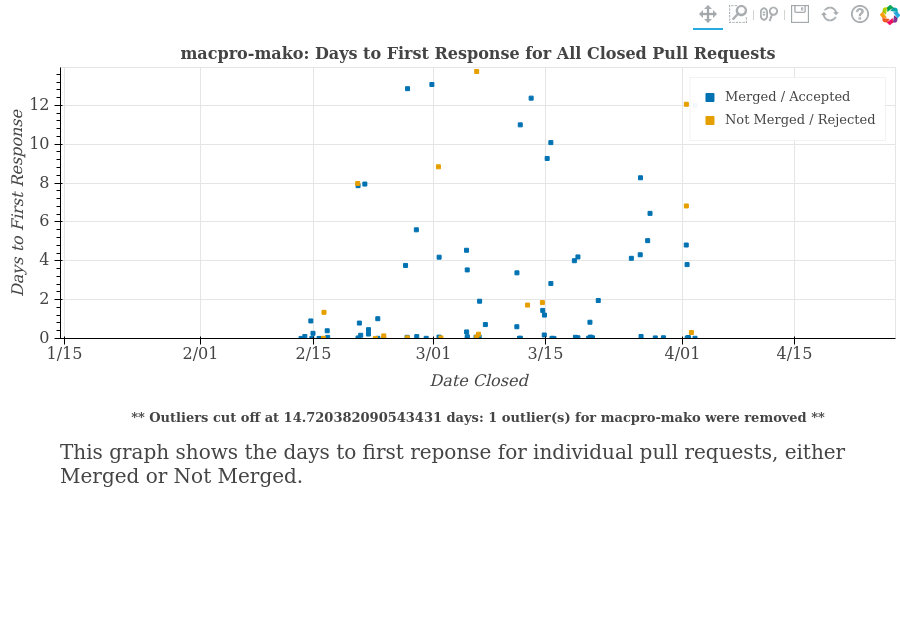 macpro-mako: Days to First Response for All Closed Pull Requests
Merged / Accepted
Not Merged / Rejected
Days to First Response
12
10
8
6
4
2
0
1/15 2/01 2/15 3/01 3/15 4/01 4/15
Date Closed
** Outliers cut off at 14.720382090543431 days: 1 outlier(s) for macpro-mako were removed **
This graph shows the days to first reponse for individual pull requests, either
Merged or Not Merged.